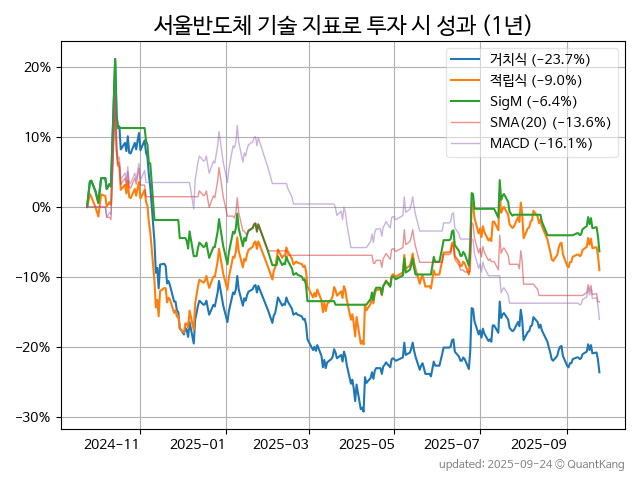 서울반도체 기술 지표로 투자 시 성과 (1년)
거치식 (−23.7%)
적립식 (−9.0%)
SigM (−6.4%)
SMA(20) (−13.6%)
MACD (−16.1%)
20%
10%
0%
−10%
−20%
−30%
2024−11 2025−01 2025−03 2025−05 2025−07 2025−09
updated: 2025-09-24 © QuantKang